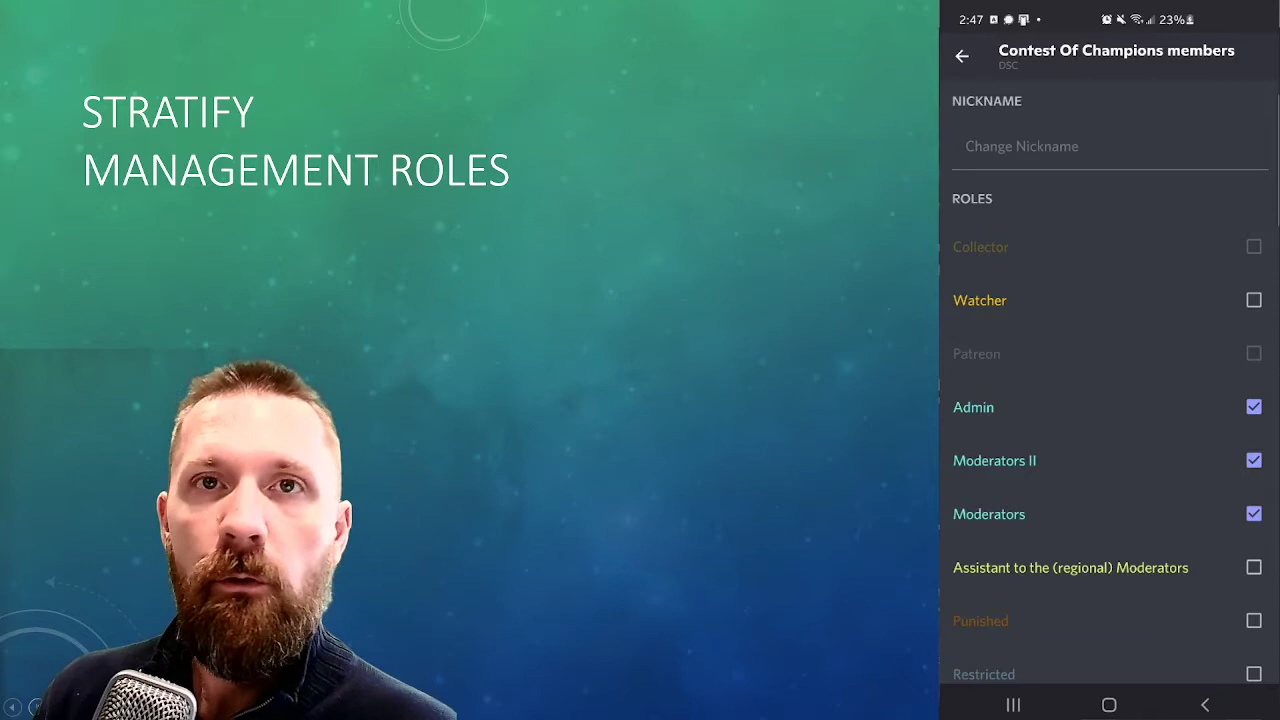 STRATIFY
MANAGEMENT ROLES
2:47
23%
Contest Of Champions members
DSC
NICKNAME
Change Nickname
ROLES
Collector
Watcher
Patreon
Admin
Moderators II
Moderators
Assistant to the (regional) Moderators
Punished
Restricted